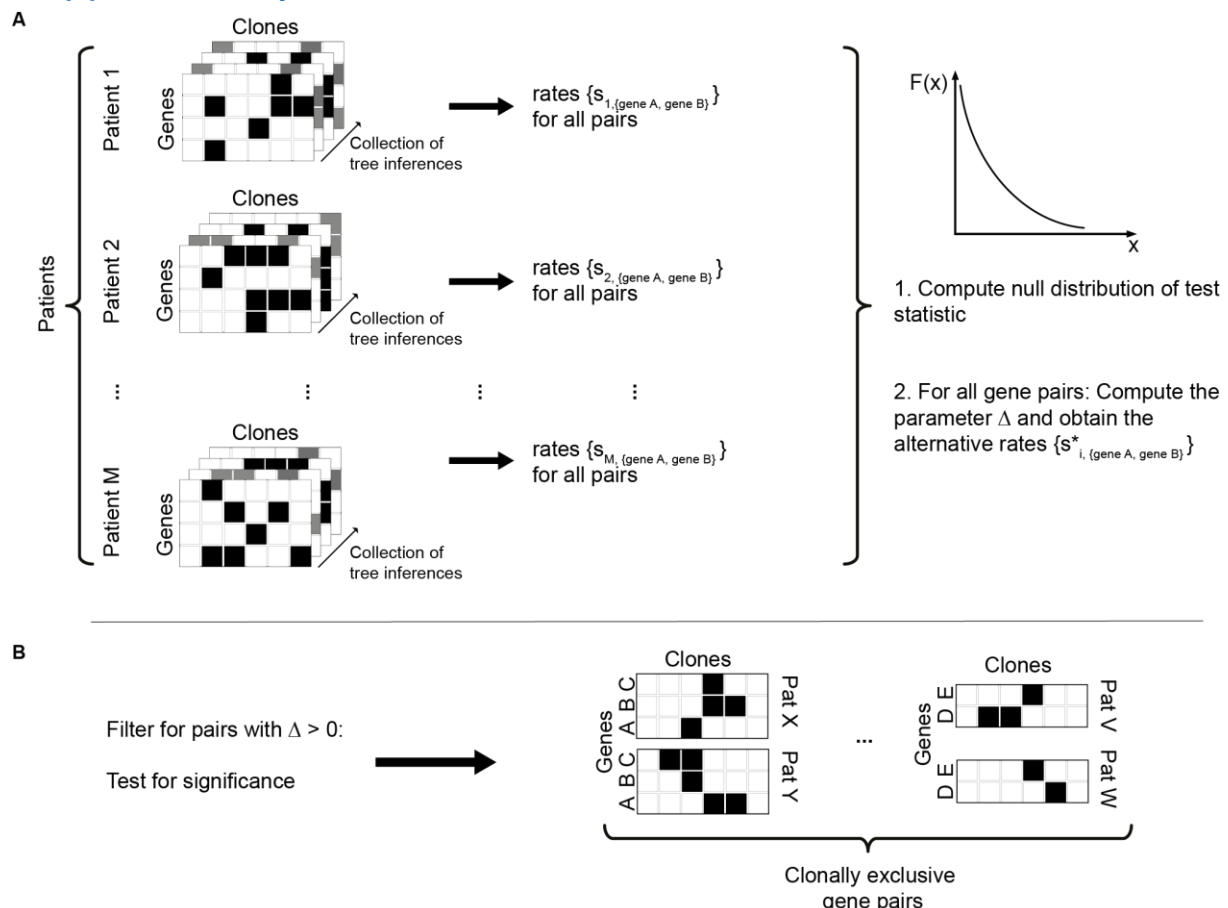 A
Clones
Patients
Patient 1
Genes
Collection of
tree inferences
rates {s1,{gene A, gene B}}
for all pairs
Clones
Patient 2
Genes
Collection of
tree inferences
rates {s2, {gene A, gene B}}
for all pairs
...
...
...
...
Clones
Patient M
Genes
Collection of
tree inferences
rates {sM, {gene A, gene B}}
for all pairs
F(x)
x
1. Compute null distribution of test
statistic
2. For all gene pairs: Compute the
parameter Δ and obtain the
alternative rates {s*i, {gene A, gene B}}
B
Filter for pairs with Δ > 0:
Test for significance
Clones
Genes
A B C
Pat X
A B C
Pat Y
...
Clones
Genes
D E
Pat V
D E
Pat W
Clonally exclusive
gene pairs